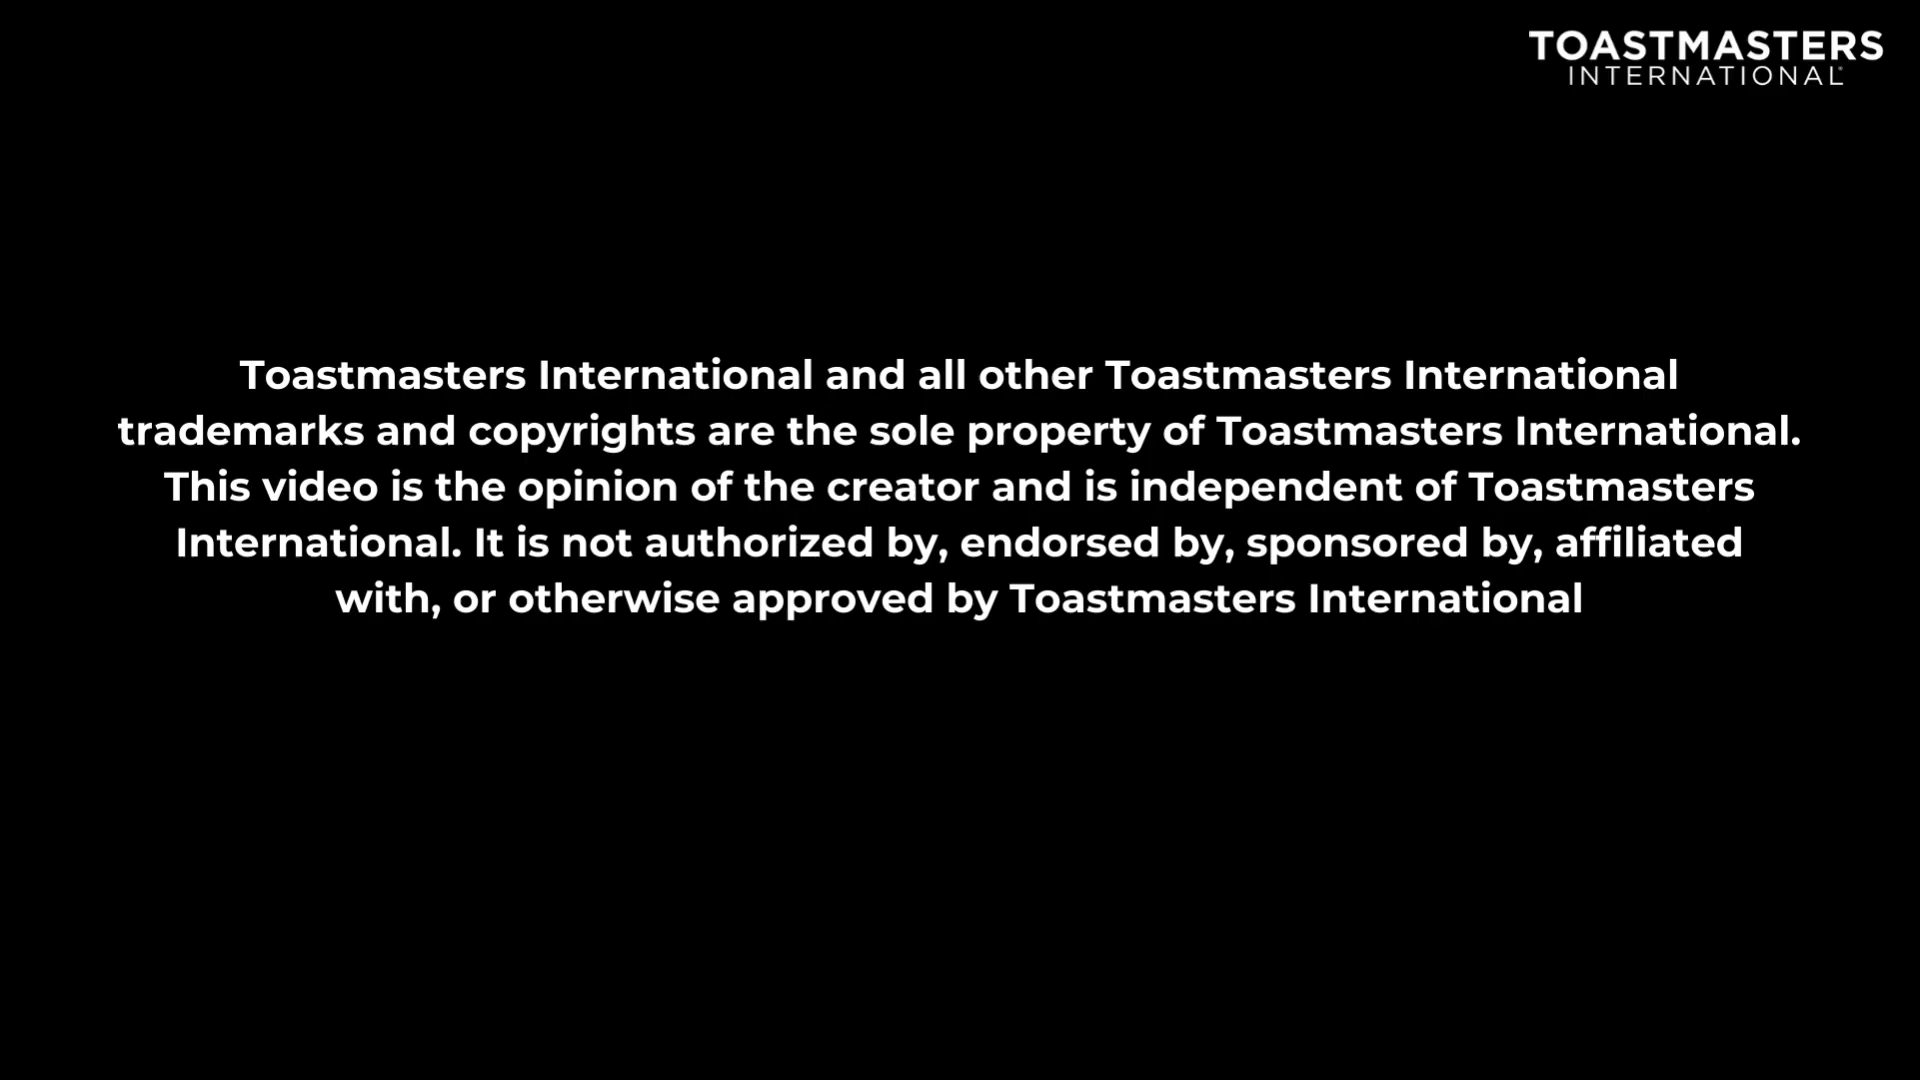 TOASTMASTERS
INTERNATIONAL
Toastmasters International and all other Toastmasters International
trademarks and copyrights are the sole property of Toastmasters International.
This video is the opinion of the creator and is independent of Toastmasters
International. It is not authorized by, endorsed by, sponsored by, affiliated
with, or otherwise approved by Toastmasters International